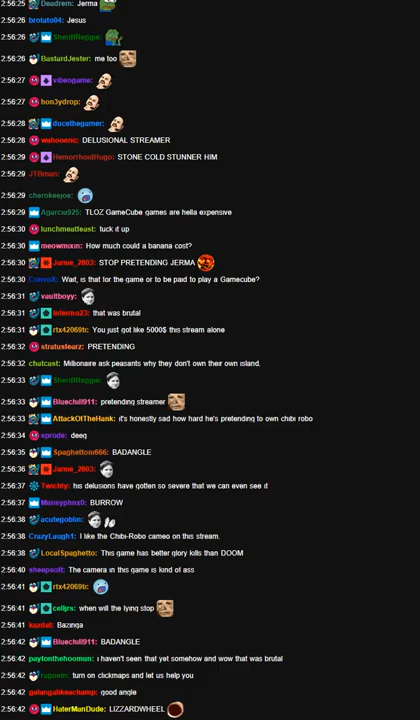 2:56:25 Deadrem: Jerma
2:56:26 brotato04: Jesus
2:56:26 SheriffReggie:
2:56:26 BastardJester: me too
2:56:27 vibeogame:
2:56:27 hon3ydrop:
2:56:28 ducethegamer:
2:56:28 wahooeric: DELUSIONAL STREAMER
2:56:29 HemorrhoidHugo: STONE COLD STUNNER HIM
2:56:29 JTBman:
2:56:29 cherokeejoe:
2:56:29 Agarcia925: TLOZ GameCube games are hella expensive
2:56:30 lunchmeatfeast: fuck it up
2:56:30 meowmixin: How much could a banana cost?
2:56:30 Jamie_2803: STOP PRETENDING JERMA
2:56:30 ConvoX: Wait, is that for the game or to be paid to play a Gamecube?
2:56:31 vaultboyy:
2:56:31 Infermo23: that was brutal
2:56:31 rtx42069ti: You just got like 5000$ this stream alone
2:56:32 stratusfearz: PRETENDING
2:56:32 chatcast: Millionaire ask peasants why they don't own their own island.
2:56:33 SheriffReggie:
2:56:33 Bluechill911: pretending streamer
2:56:33 AttackOfTheHank: it's honestly sad how hard he's pretending to own chibi robo
2:56:34 sprode: deeg
2:56:35 Spaghettoni666: BADANGLE
2:56:36 Jamie_2803:
2:56:37 Twichty: his delusions have gotten so severe that we can even see it
2:56:37 Minnyphnx0: BURROW
2:56:38 acutegoblin:
2:56:38 CrazyLaugh1: I like the Chibi-Robo cameo on this stream.
2:56:38 LocalSpaghetto: This game has better glory kills than DOOM
2:56:40 sheepsoft: The camera in this game is kind of ass
2:56:41 rtx42069ti:
2:56:41 celljrs: when will the lying stop
2:56:41 kazdat: Bazinga
2:56:42 Bluechill911: BADANGLE
2:56:42 paytonthehoomun: i haven't seen that yet somehow and wow that was brutal
2:56:42 turn on clickmaps and let us help you
2:56:42 galangalikeachamp: good angle
2:56:42 HaterMunDude: LIZZARDWHEEL